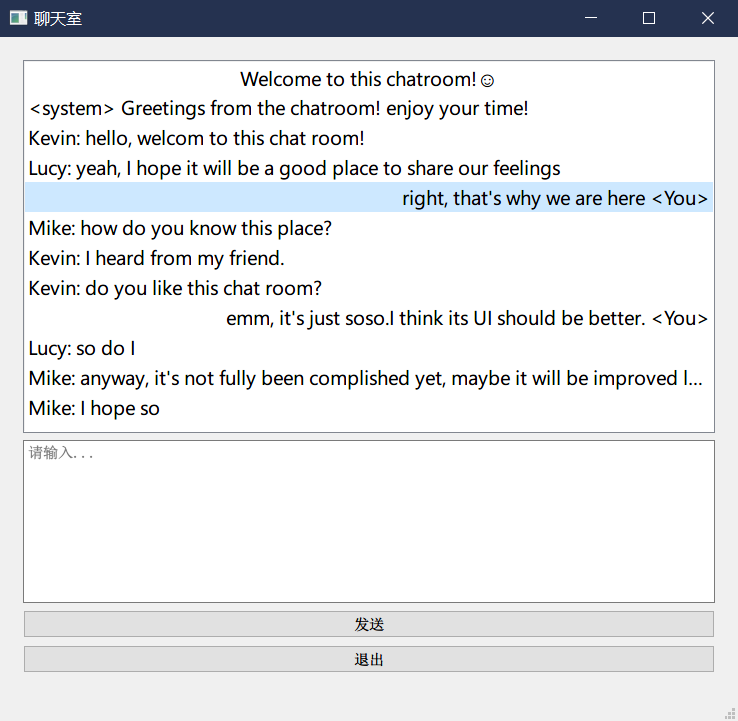 聊天室
Welcome to this chatroom!☺
<system> Greetings from the chatroom! enjoy your time!
Kevin: hello, welcom to this chat room!
Lucy: yeah, I hope it will be a good place to share our feelings
right, that's why we are here <You>
Mike: how do you know this place?
Kevin: I heard from my friend.
Kevin: do you like this chat room?
emm, it's just soso.I think its UI should be better. <You>
Lucy: so do I
Mike: anyway, it's not fully been complished yet, maybe it will be improved l...
Mike: I hope so
请输入...
发送
退出